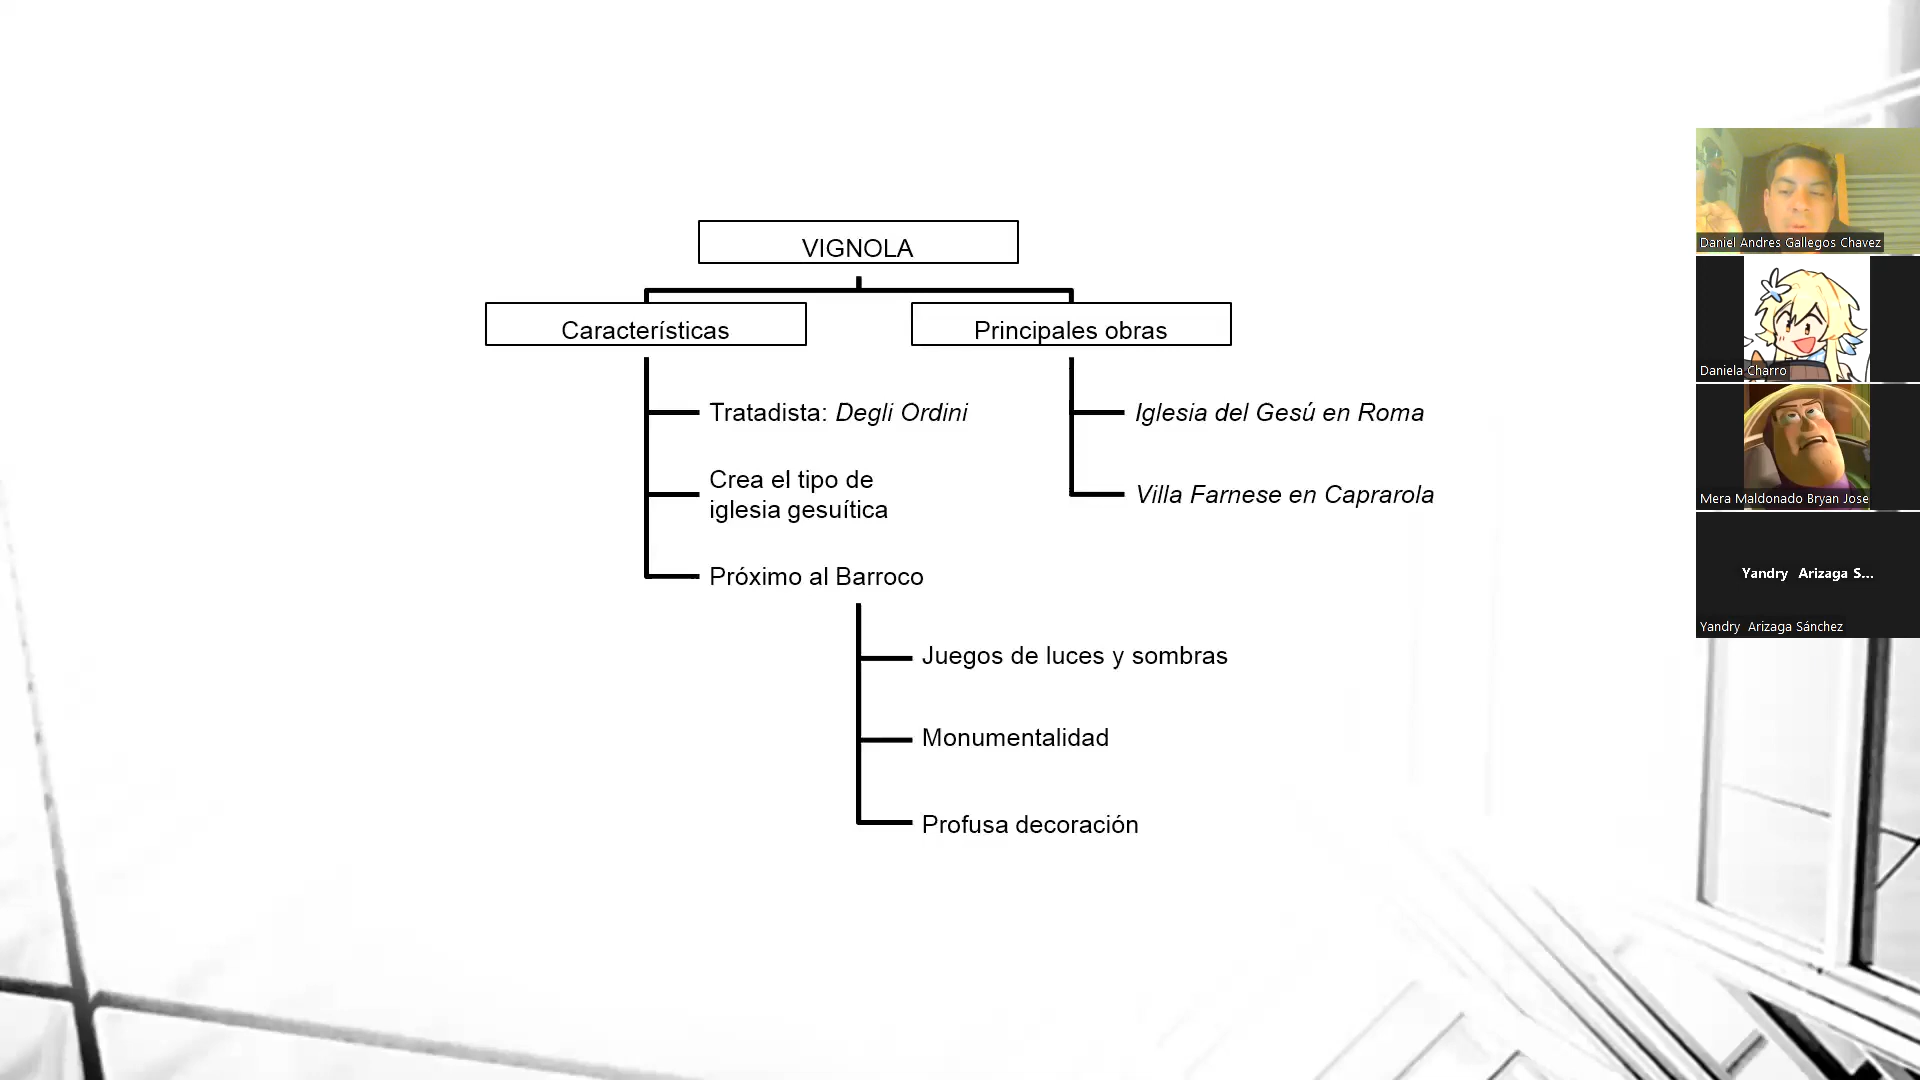 VIGNOLA
Características
Principales obras
Tratadista: Degli Ordini
Crea el tipo de
iglesia gesuítica
Próximo al Barroco
Juegos de luces y sombras
Monumentalidad
Profusa decoración
Iglesia del Gesú en Roma
Villa Farnese en Caprarola
Daniel Andres Gallegos Chavez
Daniela Charro
Mera Maldonado Bryan Jose
Yandry Arizaga S...
Yandry Arizaga Sánchez